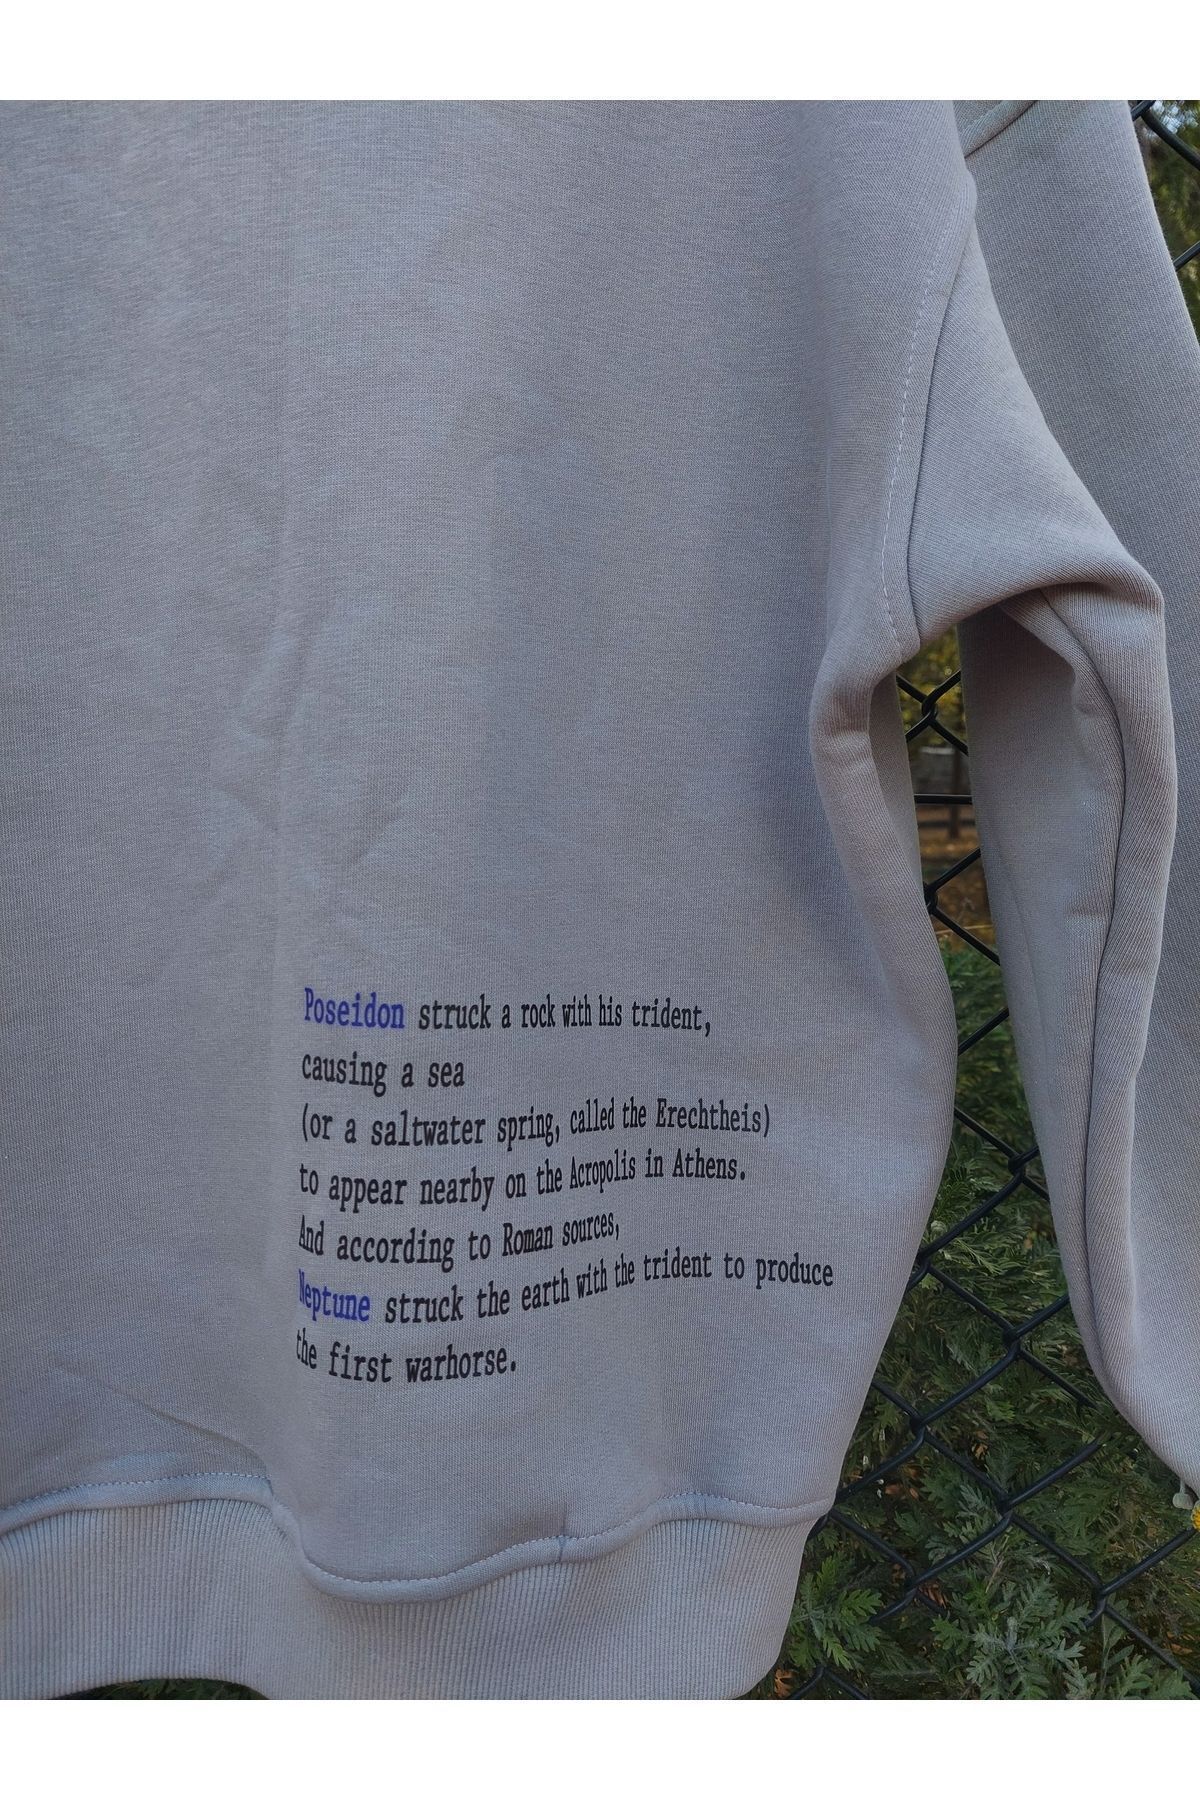 Poseidon struck a rock with his trident,
causing a sea
(or a saltwater spring, called the Erechtheis)
to appear nearby on the Acropolis in Athens.
And according to Roman sources,
Neptune struck the earth with the trident to produce
the first warhorse.